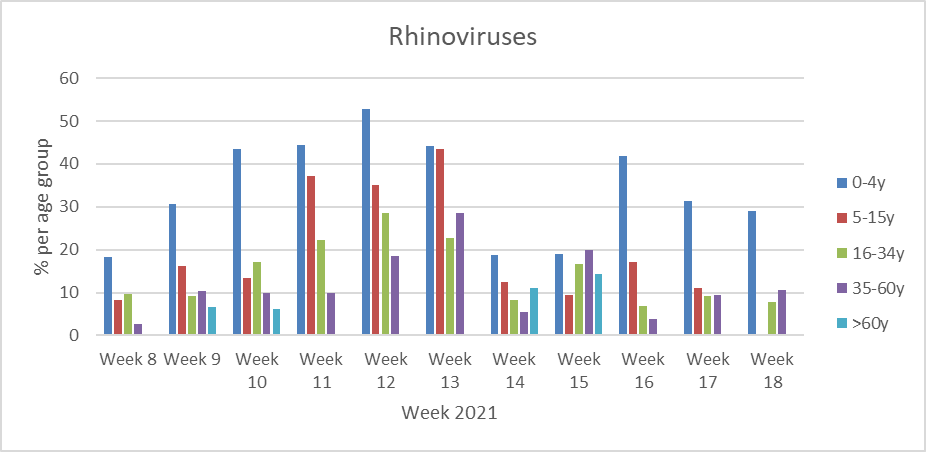 Rhinoviruses
60
50
40
30
20
10
0
% per age group
Week 8
Week 9
Week
10
Week
11
Week
12
Week
13
Week
14
Week
15
Week
16
Week
17
Week
18
Week 2021
0-4y
5-15y
16-34y
35-60y
>60y